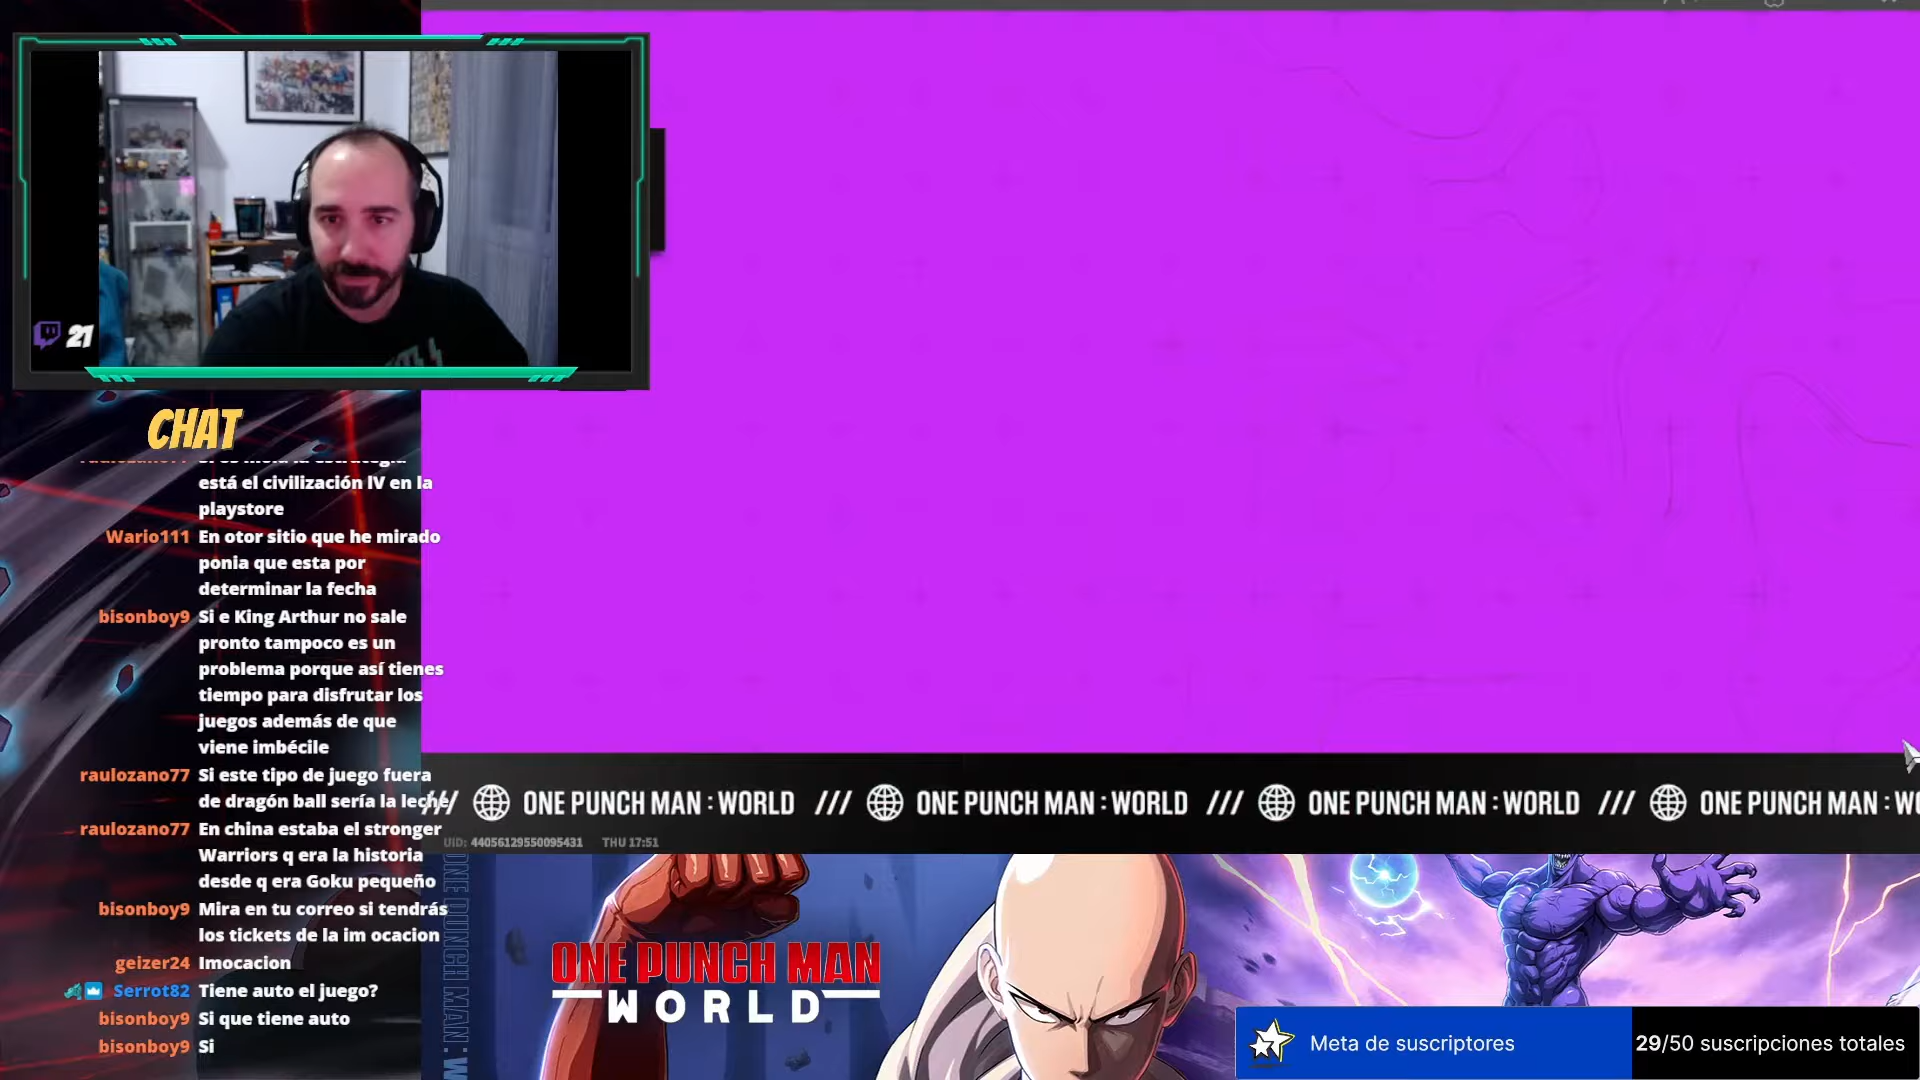 21
CHAT
está el civilización IV en la
playstore
Wario111 En otor sitio que he mirado
ponia que esta por
determinar la fecha
bisonboy9 Si e King Arthur no sale
pronto tampoco es un
problema porque así tienes
tiempo para disfrutar los
juegos además de que
viene imbécile
raulozano77 Si este tipo de juego fuera
de dragón ball sería la leche
raulozano77 En china estaba el stronger
Warriors q era la historia
desde q era Goku pequeño
bisonboy9 Mira en tu correo si tendrás
los tickets de la im ocacion
geizer24 Imocacion
Serrot82 Tiene auto el juego?
bisonboy9 Si que tiene auto
bisonboy9 Si
/// ONE PUNCH MAN : WORLD /// ONE PUNCH MAN : WORLD /// ONE PUNCH MAN : WORLD /// ONE PUNCH MAN : WO
UID: 44056129550095431 THU 17:51
ONE PUNCH MAN : W
ONE PUNCH MAN
WORLD
Meta de suscriptores
29/50 suscripciones totales